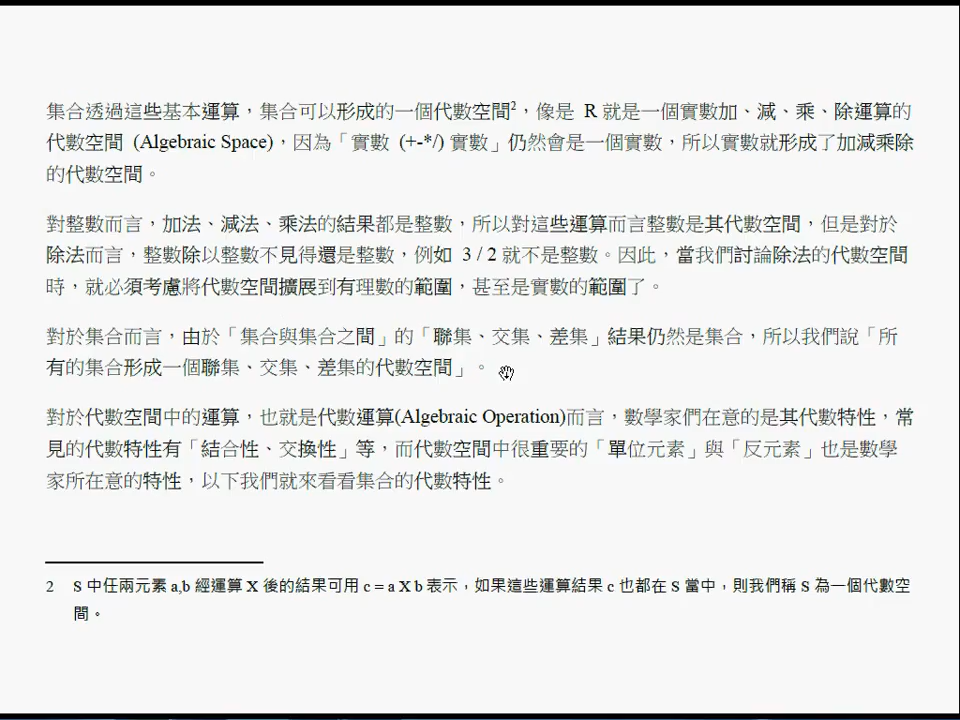 集合透過這些基本運算，集合可以形成的一個代數空間2，像是 R 就是一個實數加、減、乘、除運算的
代數空間 (Algebraic Space)，因為「實數 (+-*/) 實數」仍然會是一個實數，所以實數就形成了加減乘除
的代數空間。
對整數而言，加法、減法、乘法的結果都是整數，所以對這些運算而言整數是其代數空間，但是對於
除法而言，整數除以整數不見得還是整數，例如 3 / 2 就不是整數。因此，當我們討論除法的代數空間
時，就必須考慮將代數空間擴展到有理數的範圍，甚至是實數的範圍了。
對於集合而言，由於「集合與集合之間」的「聯集、交集、差集」結果仍然是集合，所以我們說「所
有的集合形成一個聯集、交集、差集的代數空間」。
對於代數空間中的運算，也就是代數運算(Algebraic Operation)而言，數學家們在意的是其代數特性，常
見的代數特性有「結合性、交換性」等，而代數空間中很重要的「單位元素」與「反元素」也是數學
家所在意的特性，以下我們就來看看集合的代數特性。
2 S 中任兩元素 a,b 經運算 X 後的結果可用 c = a X b 表示，如果這些運算結果 c 也都在 S 當中，則我們稱 S 為一個代數空
間。